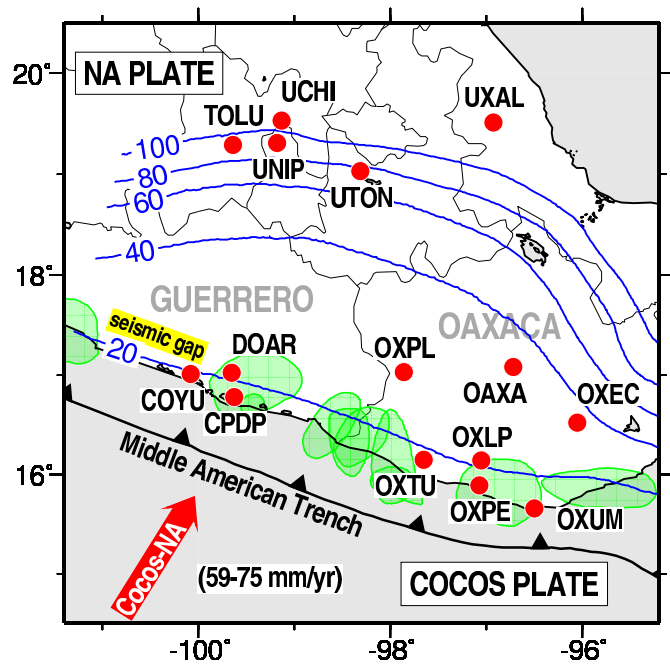 20°
NA PLATE
UCHI
TOLU
UXAL
-100
UNIP
80
UTON
60
40
18°
GUERRERO
OAXACA
seismic gap
20
DOAR
OXPL
COYU
OAXA
OXEC
CPDP
OXLP
Middle American Trench
16°
OXTU
OXPE
OXUM
Cocos-NA
(59-75 mm/yr)
COCOS PLATE
-100°
-98°
-96°